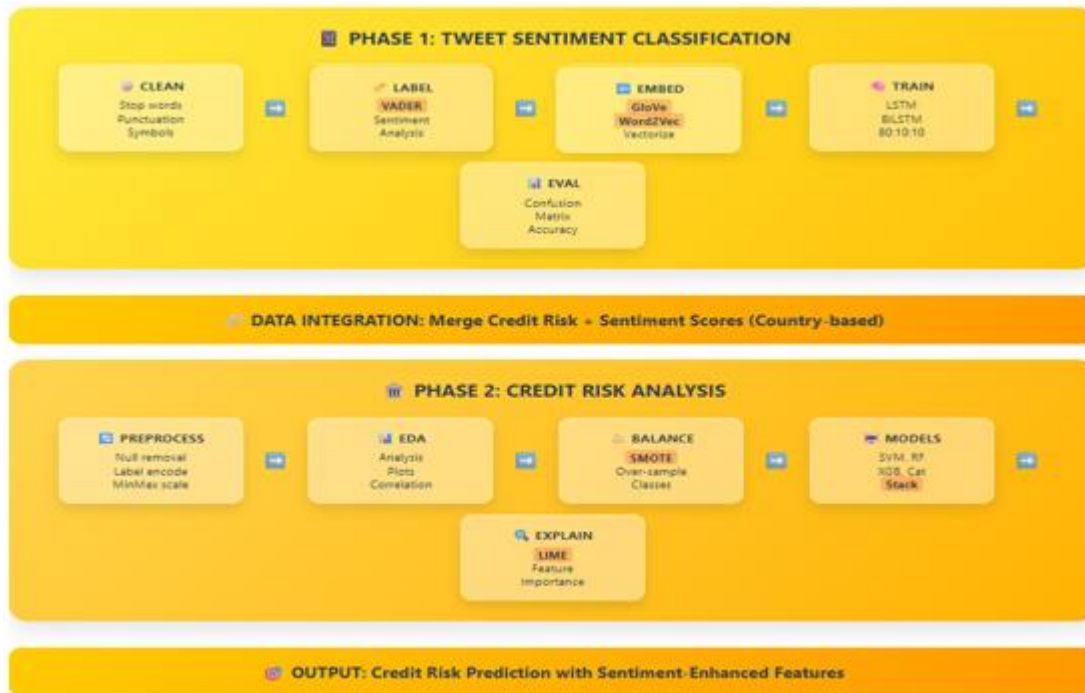 PHASE 1: TWEET SENTIMENT CLASSIFICATION
CLEAN
Stop words
Punctuation
Symbols
LABEL
VADER
Sentiment
Analysis
EMBED
GloVe
Word2Vec
Vectorize
TRAIN
LSTM
BiLSTM
80:10:10
EVAL
Confusion
Matrix
Accuracy
DATA INTEGRATION: Merge Credit Risk + Sentiment Scores (Country-based)
PHASE 2: CREDIT RISK ANALYSIS
PREPROCESS
Null removal
Label encode
MinMax scale
EDA
Analysis
Plots
Correlation
BALANCE
SMOTE
Over-sample
Classes
MODELS
SVM, RF
XGB, Cat
Stack
EXPLAIN
LIME
Feature
Importance
OUTPUT: Credit Risk Prediction with Sentiment-Enhanced Features